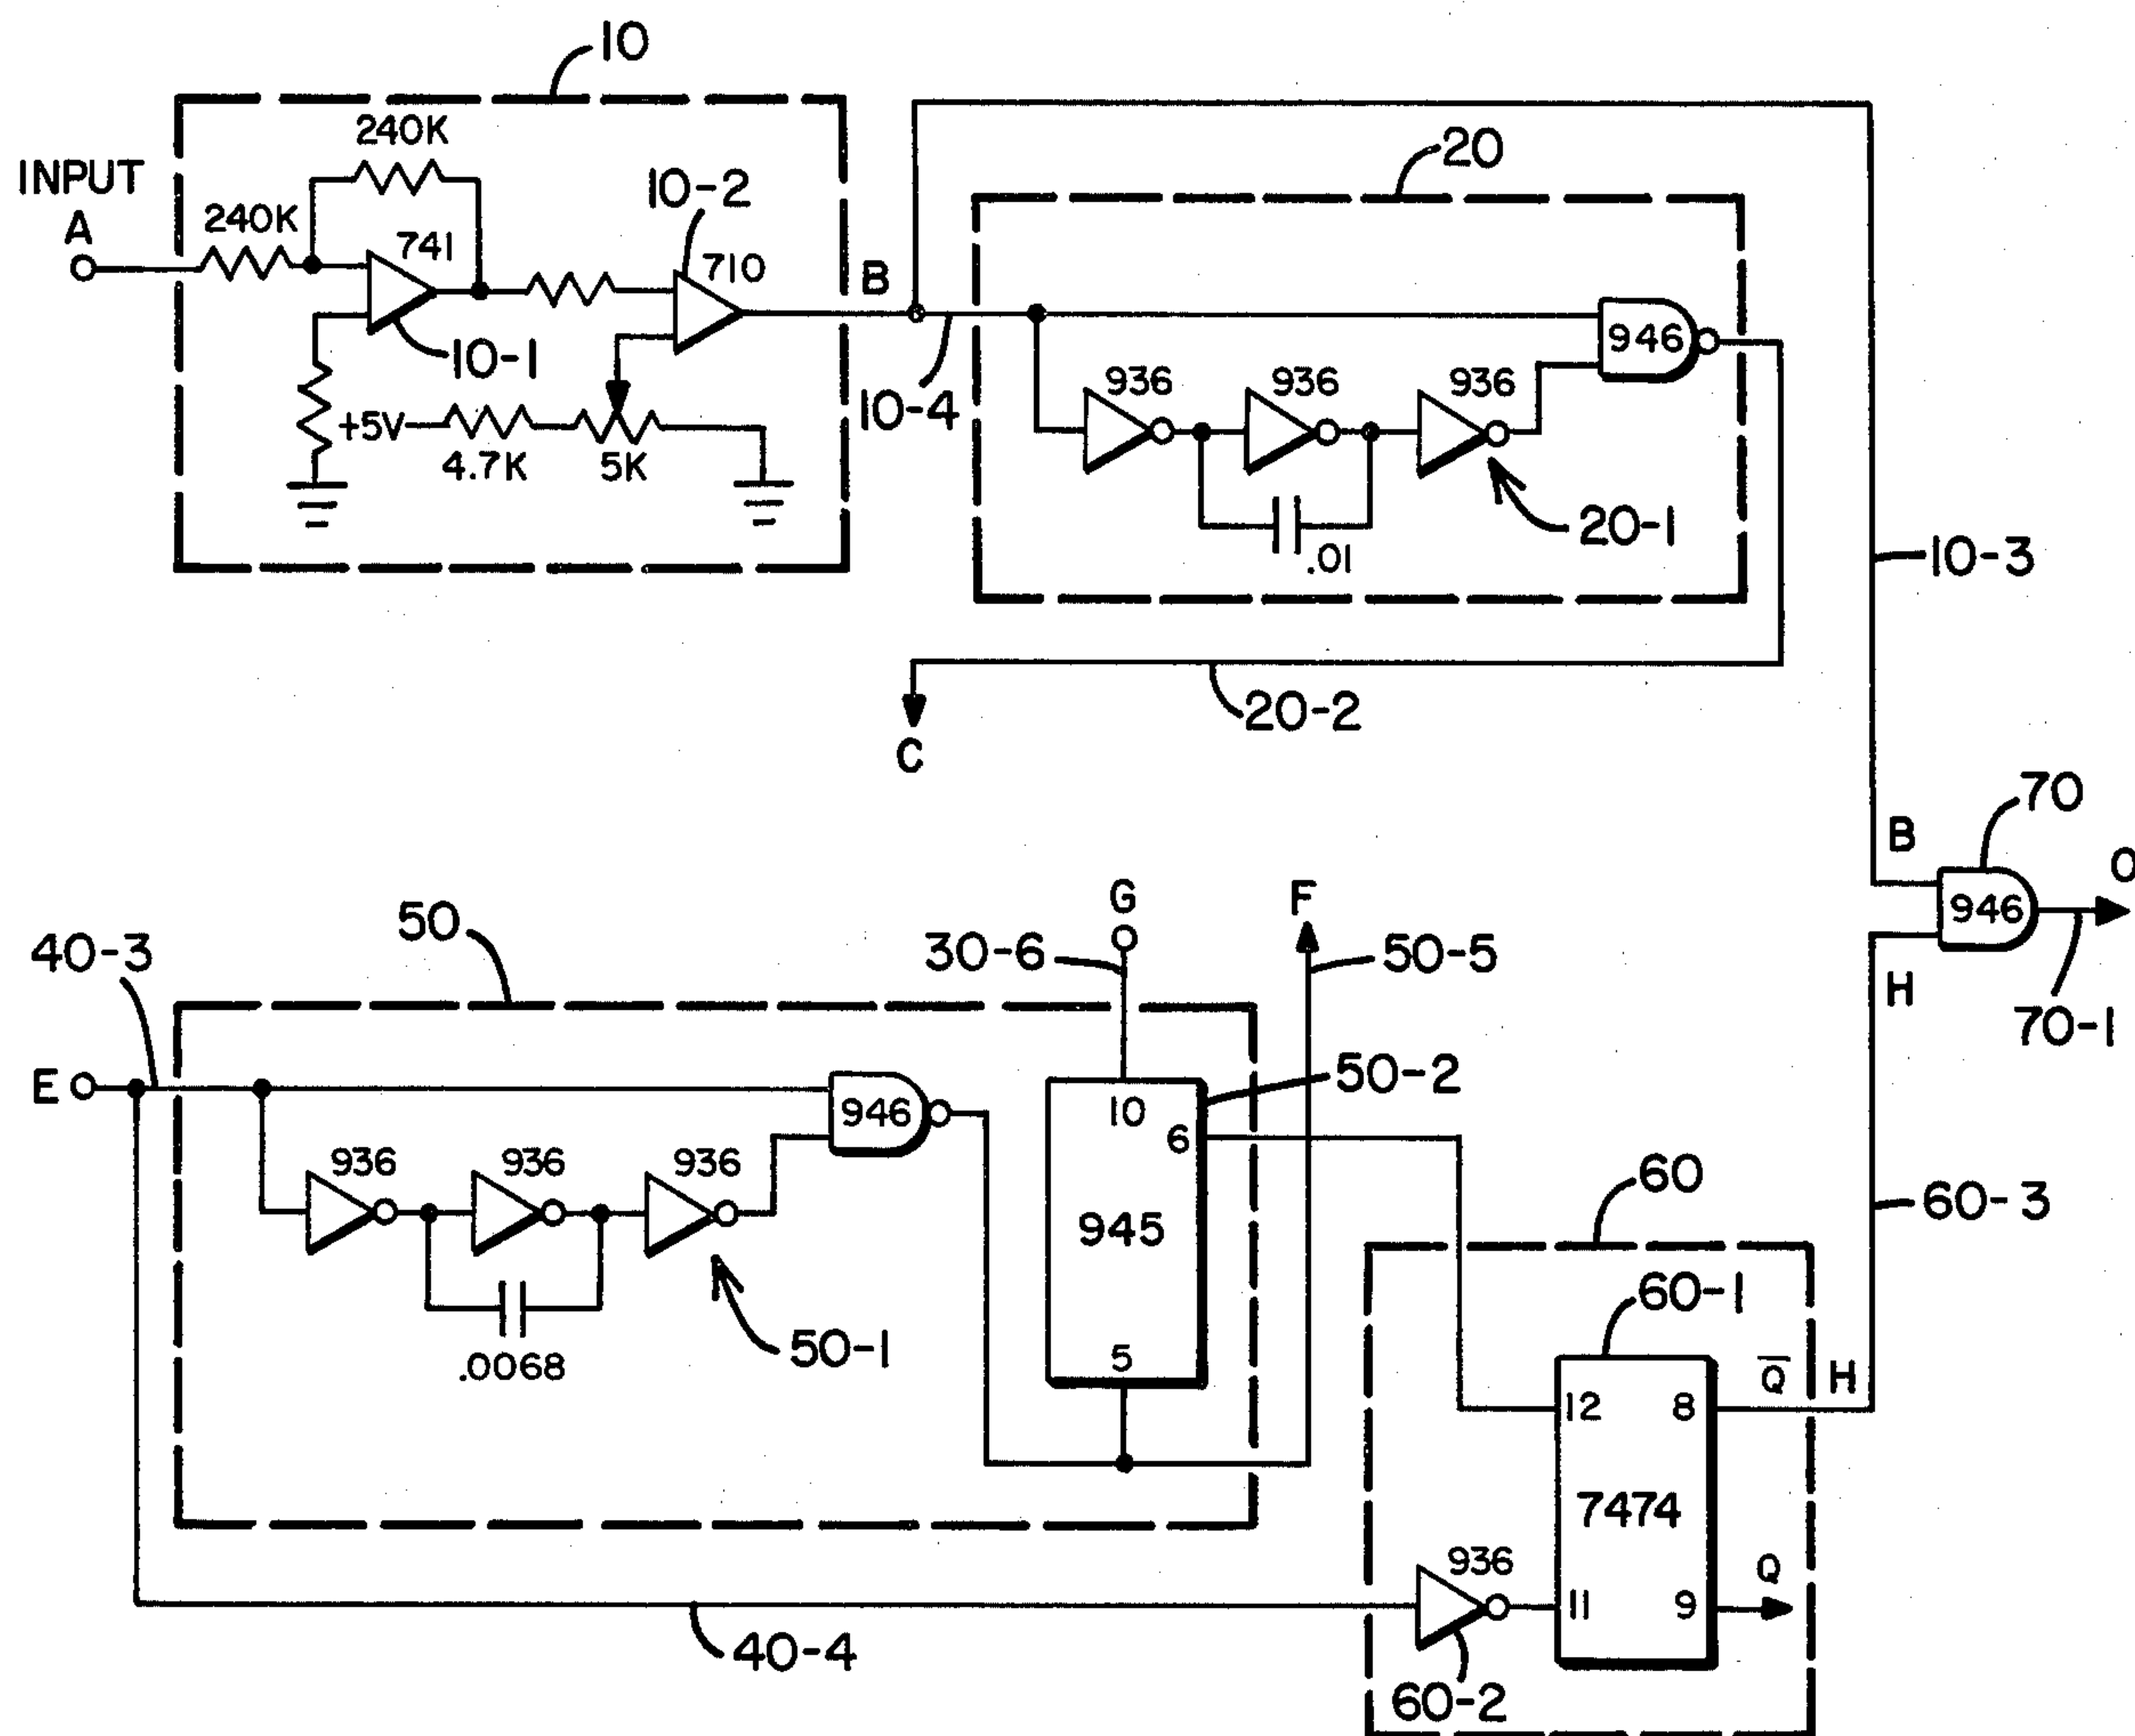 10
240K
INPUT
A
240K
741
10-2
710
B
10-1
+5V
4.7K
5K
10-4
20
946
936
936
936
.01
20-1
10-3
20-2
C
70
B
946
O
H
70-1
G
F
50
40-3
30-6
50-5
E
946
936
936
936
.0068
50-1
10
6
945
5
50-2
60
60-3
60-1
12
8
Q̅
H
7474
936
11
9
Q
40-4
60-2